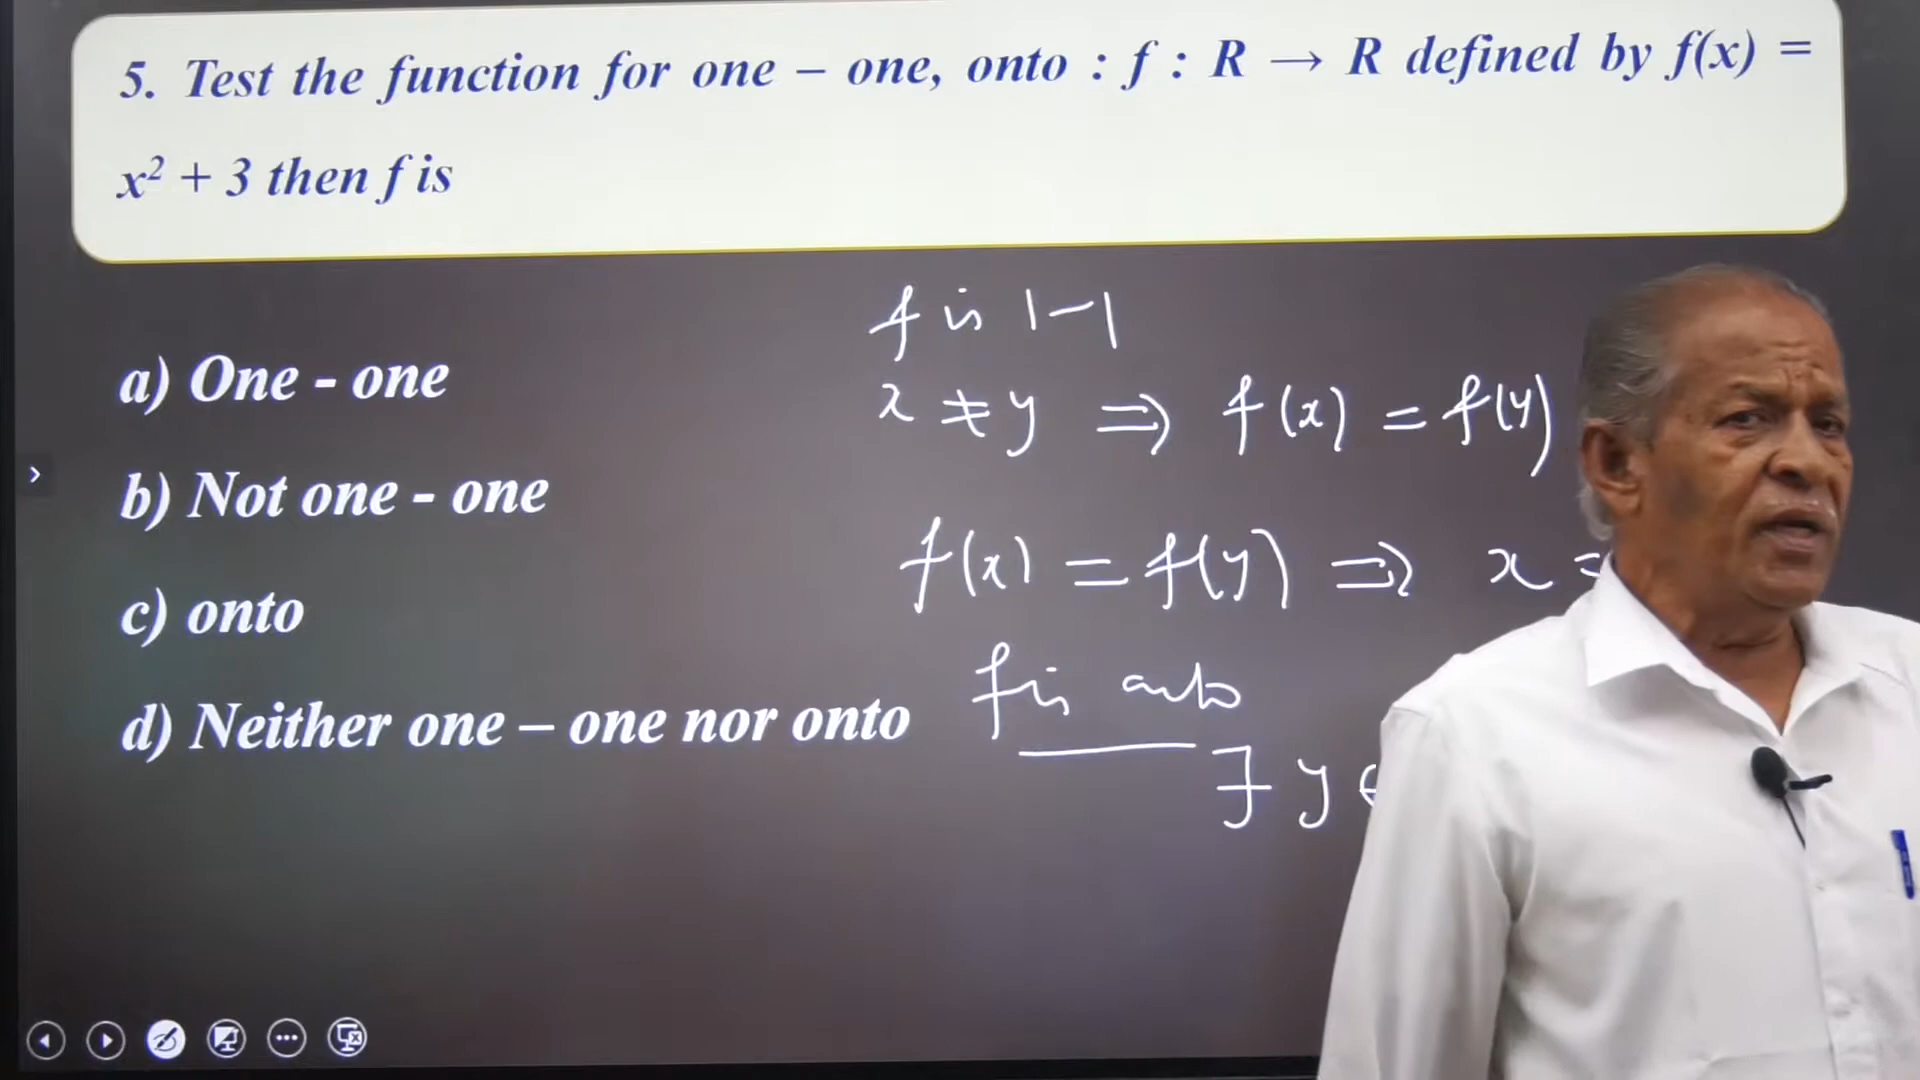 5. Test the function for one – one, onto : f : R → R defined by f(x) =
x² + 3 then f is
a) One - one
b) Not one - one
c) onto
d) Neither one – one nor onto
f is 1-1
x ≠ y ⇒ f(x) = f(y)
f(x) = f(y) ⇒ x =
f is onto
∃ y ∈